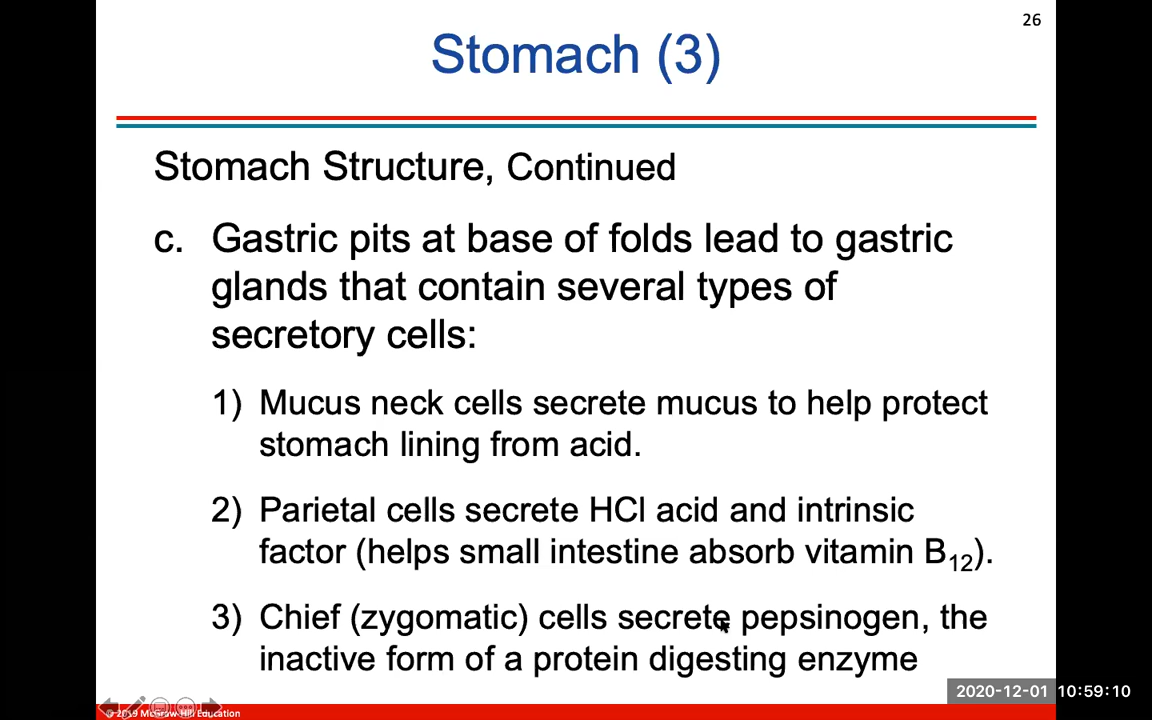 26
Stomach (3)
Stomach Structure, Continued
c. Gastric pits at base of folds lead to gastric
glands that contain several types of
secretory cells:
1) Mucus neck cells secrete mucus to help protect
stomach lining from acid.
2) Parietal cells secrete HCl acid and intrinsic
factor (helps small intestine absorb vitamin B12).
3) Chief (zygomatic) cells secrete pepsinogen, the
inactive form of a protein digesting enzyme
2020-12-01 10:59:10
© 2019 McGraw-Hill Education